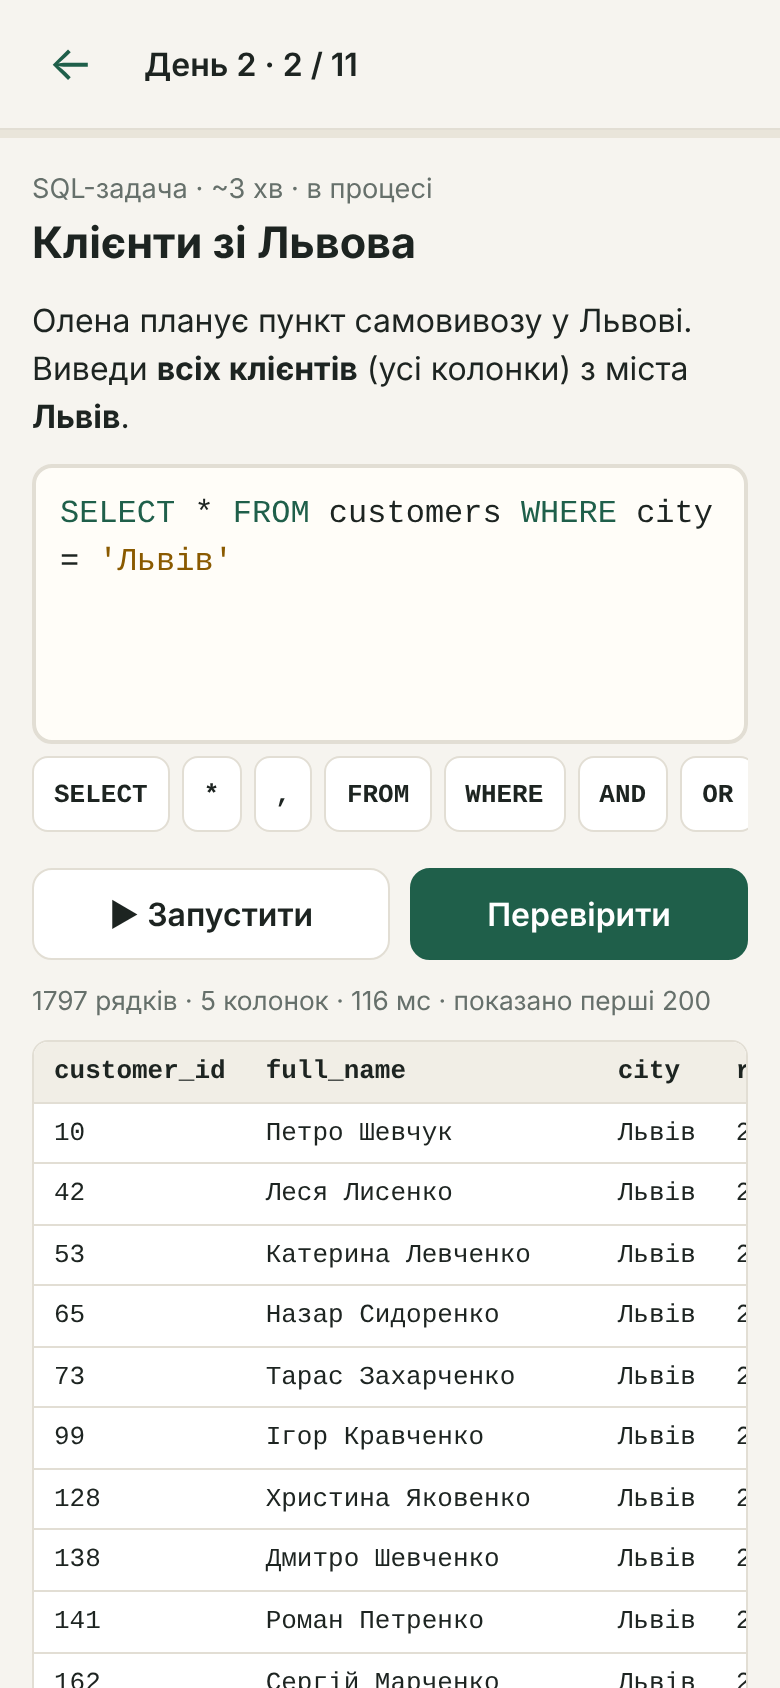 День 2 · 2 / 11
SQL-задача · ~3 хв · в процесі
Клієнти зі Львова
Олена планує пункт самовивозу у Львові.
Виведи всіх клієнтів (усі колонки) з міста
Львів.
SELECT * FROM customers WHERE city
= 'Львів'
SELECT * , FROM WHERE AND OR
▶ Запустити Перевірити
1797 рядків · 5 колонок · 116 мс · показано перші 200
customer_id full_name city
10 Петро Шевчук Львів
42 Леся Лисенко Львів
53 Катерина Левченко Львів
65 Назар Сидоренко Львів
73 Тарас Захарченко Львів
99 Ігор Кравченко Львів
128 Христина Яковенко Львів
138 Дмитро Шевченко Львів
141 Роман Петренко Львів
162 Сергій Марченко Львів